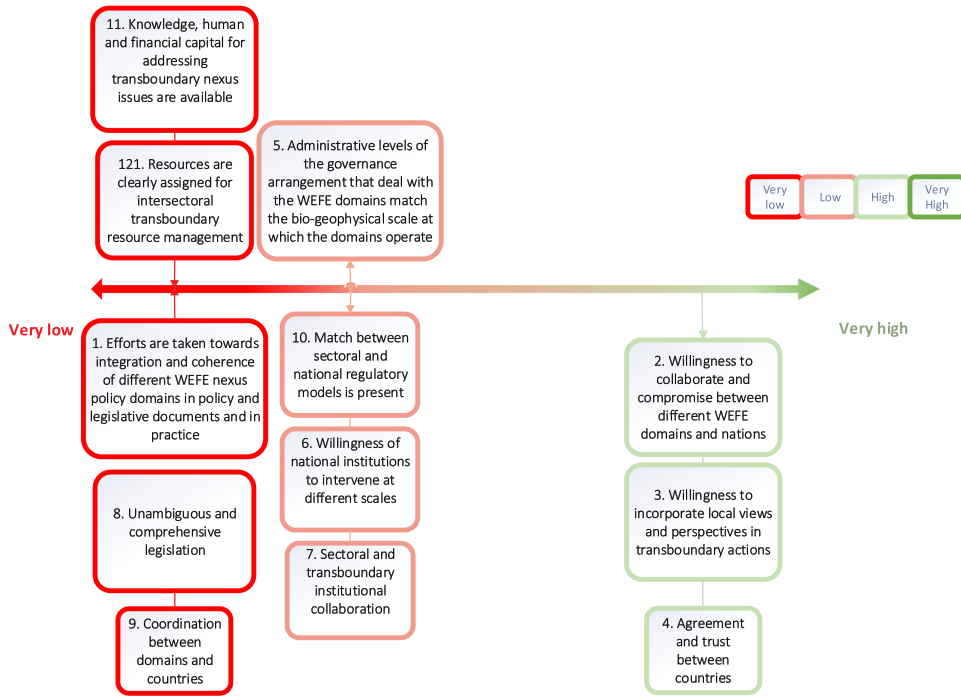 11. Knowledge, human
and financial capital for
addressing
transboundary nexus
issues are available
121. Resources are
clearly assigned for
intersectoral
transboundary
resource management
5. Administrative levels of
the governance
arrangement that deal with
the WEFE domains match
the bio-geophysical scale at
which the domains operate
Very
low
Low
High
Very
High
Very low
Very high
1. Efforts are taken towards
integration and coherence
of different WEFE nexus
policy domains in policy and
legislative documents and in
practice
8. Unambiguous and
comprehensive
legislation
9. Coordination
between
domains and
countries
10. Match between
sectoral and
national regulatory
models is present
6. Willingness of
national institutions
to intervene at
different scales
7. Sectoral and
transboundary
institutional
collaboration
2. Willingness to
collaborate and
compromise between
different WEFE
domains and nations
3. Willingness to
incorporate local views
and perspectives in
transboundary actions
4. Agreement
and trust
between
countries